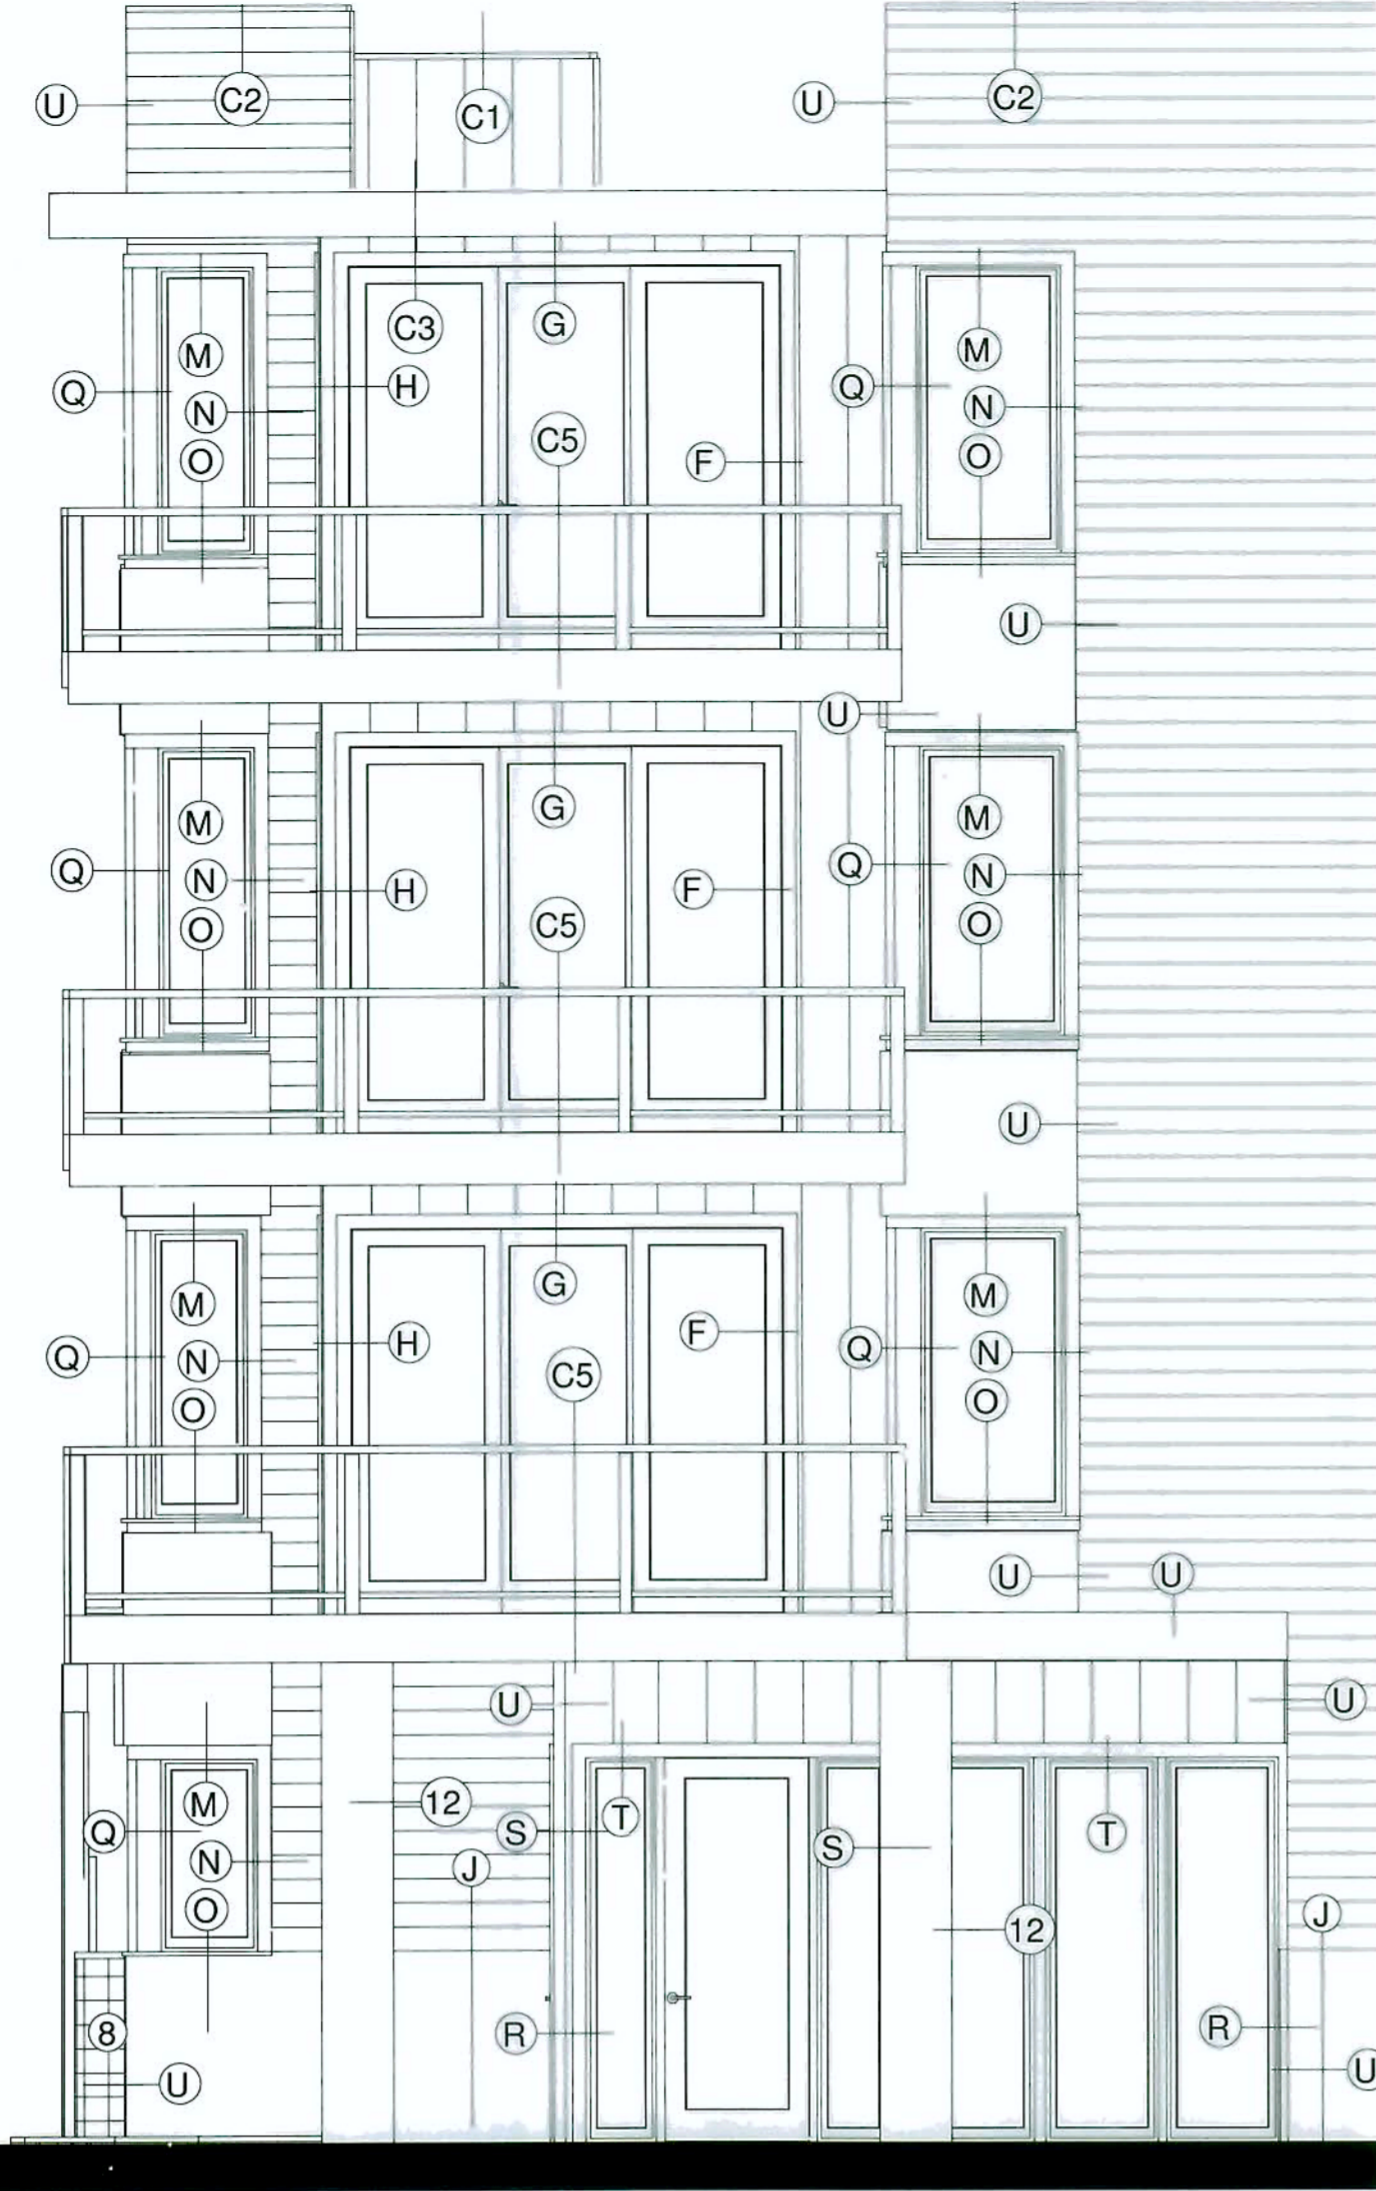 U C2 C1 U C2
C3 G
M M
Q H Q
N N
C5
O F O
U
U
G
M M
Q H F Q N
N
O C5 O
U
G
M M
Q N H F Q N
C5
O O
U U
U U
M 12 T
Q S S T
N J
O 12 J
8 R R
U U